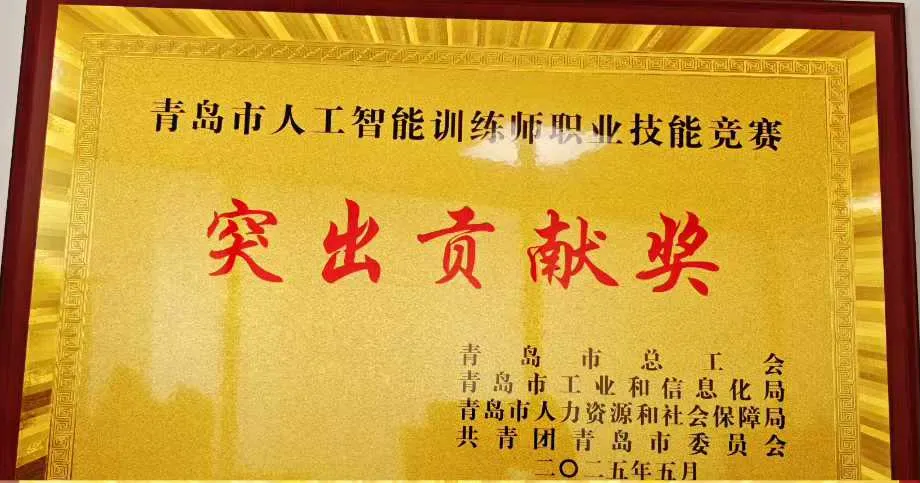 青岛市人工智能训练师职业技能竞赛
突出贡献奖
青岛市总工会
青岛市工业和信息化局
青岛市人力资源和社会保障局
共青团青岛市委员会
二〇二五年五月